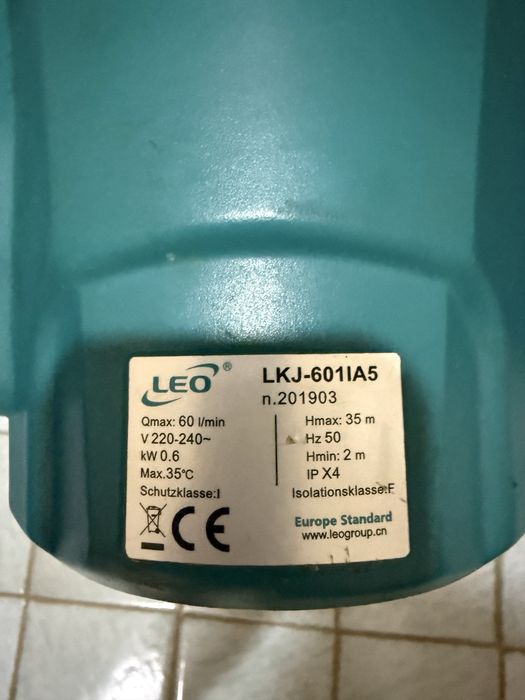 LEO®
LKJ-601IA5
n.201903
Qmax: 60 l/min
V 220-240~
kW 0.6
Max.35℃
Schutzklasse:I
Hmax: 35 m
Hz 50
Hmin: 2 m
IP X4
Isolationsklasse:F
CE
Europe Standard
www.leogroup.cn